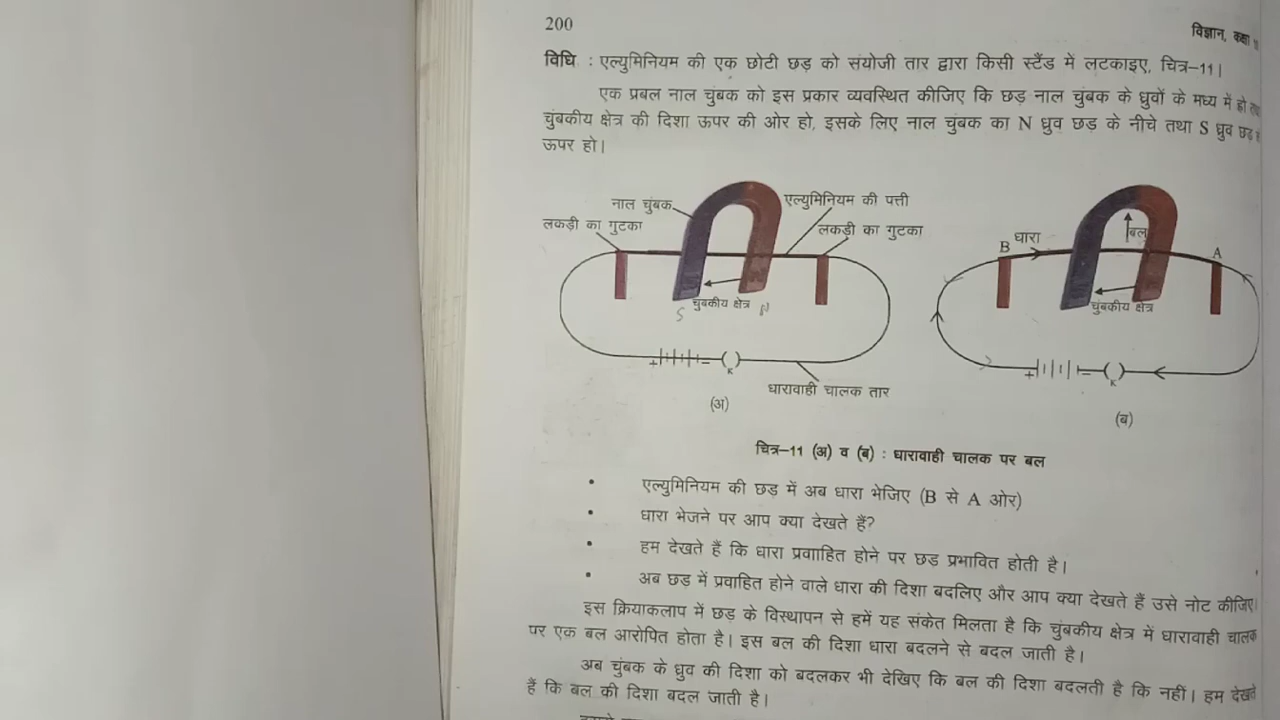 200
विज्ञान, कक्षा
विधि : एल्युमिनियम की एक छोटी छड़ को संयोजी तार द्वारा किसी स्टैंड में लटकाइए, चित्र–11।
एक प्रबल नाल चुंबक को इस प्रकार व्यवस्थित कीजिए कि छड़ नाल चुंबक के ध्रुवों के मध्य में हो
चुंबकीय क्षेत्र की दिशा ऊपर की ओर हो, इसके लिए नाल चुंबक का N ध्रुव छड़ के नीचे तथा S ध्रुव छड़
ऊपर हो।
नाल चुंबक
एल्युमिनियम की पत्ती
लकड़ी का गुटका
लकड़ी का गुटका
चुंबकीय क्षेत्र
S
N
+
–
K
धारावाही चालक तार
(अ)
B
धारा
बल
A
चुंबकीय क्षेत्र
+
–
K
(ब)
चित्र–11 (अ) व (ब) : धारावाही चालक पर बल
• एल्युमिनियम की छड़ में अब धारा भेजिए (B से A ओर)
• धारा भेजने पर आप क्या देखते हैं?
• हम देखते हैं कि धारा प्रवााहित होने पर छड़ प्रभावित होती है।
• अब छड़ में प्रवाहित होने वाले धारा की दिशा बदलिए और आप क्या देखते हैं उसे नोट कीजिए।
इस क्रियाकलाप में छड़ के विस्थापन से हमें यह संकेत मिलता है कि चुंबकीय क्षेत्र में धारावाही चालक
पर एक बल आरोपित होता है। इस बल की दिशा धारा बदलने से बदल जाती है।
अब चुंबक के ध्रुव की दिशा को बदलकर भी देखिए कि बल की दिशा बदलती है कि नहीं। हम देखते
हैं कि बल की दिशा बदल जाती है।